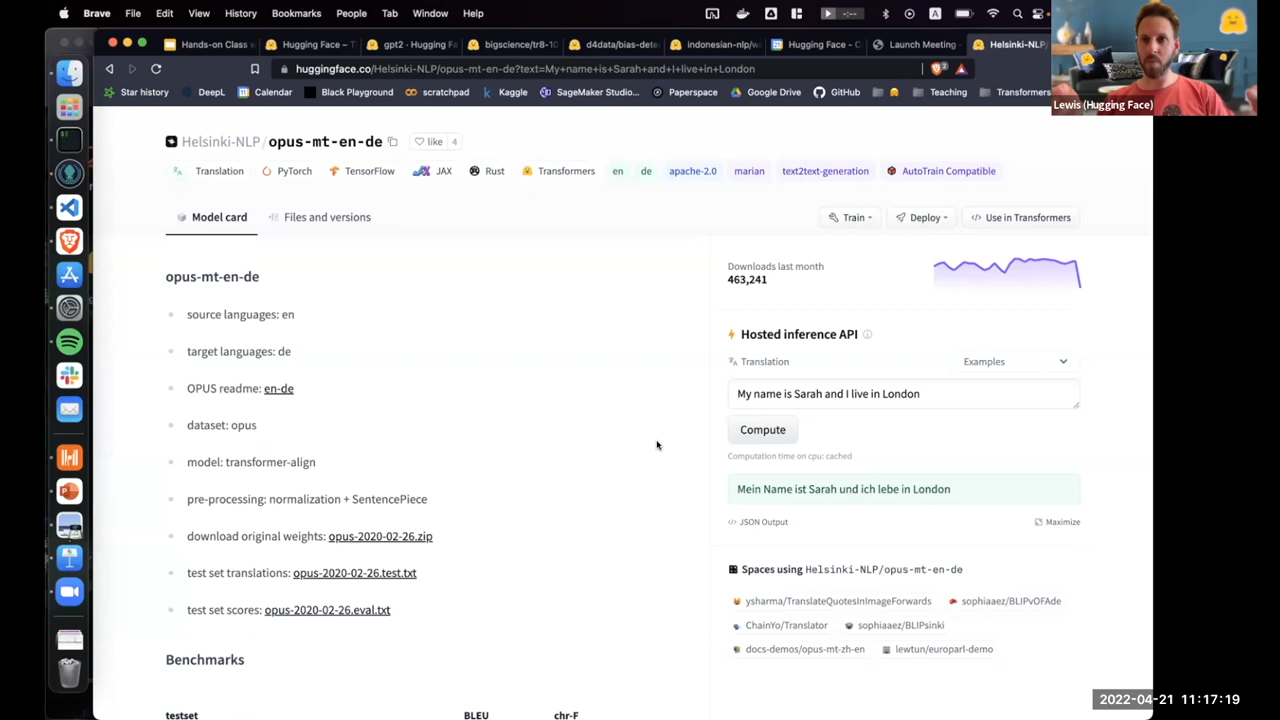 Brave File Edit View History Bookmarks People Tab Window Help
Hands-on Class w
Hugging Face – T
gpt2 · Hugging Fa
bigscience/tr8-10
d4data/bias-dete
indonesian-nlp/w
Hugging Face - C
Launch Meeting -
Helsinki-NLP/
huggingface.co/Helsinki-NLP/opus-mt-en-de?text=My+name+is+Sarah+and+I+live+in+London
Star history DeepL Calendar Black Playground scratchpad Kaggle SageMaker Studio... Paperspace Google Drive GitHub Teaching Transformers
Lewis (Hugging Face)
Helsinki-NLP/opus-mt-en-de like 4
Translation PyTorch TensorFlow JAX Rust Transformers en de apache-2.0 marian text2text-generation AutoTrain Compatible
Model card Files and versions Train Deploy </> Use in Transformers
opus-mt-en-de
source languages: en
target languages: de
OPUS readme: en-de
dataset: opus
model: transformer-align
pre-processing: normalization + SentencePiece
download original weights: opus-2020-02-26.zip
test set translations: opus-2020-02-26.test.txt
test set scores: opus-2020-02-26.eval.txt
Benchmarks
testset BLEU chr-F
Downloads last month
463,241
Hosted inference API
Translation Examples
My name is Sarah and I live in London
Compute
Computation time on cpu: cached
Mein Name ist Sarah und ich lebe in London
</> JSON Output Maximize
Spaces using Helsinki-NLP/opus-mt-en-de
ysharma/TranslateQuotesInImageForwards sophiaaez/BLIPvOFAde
ChainYo/Translator sophiaaez/BLIPsinki
docs-demos/opus-mt-zh-en lewtun/europarl-demo
2022-04-21 11:17:19